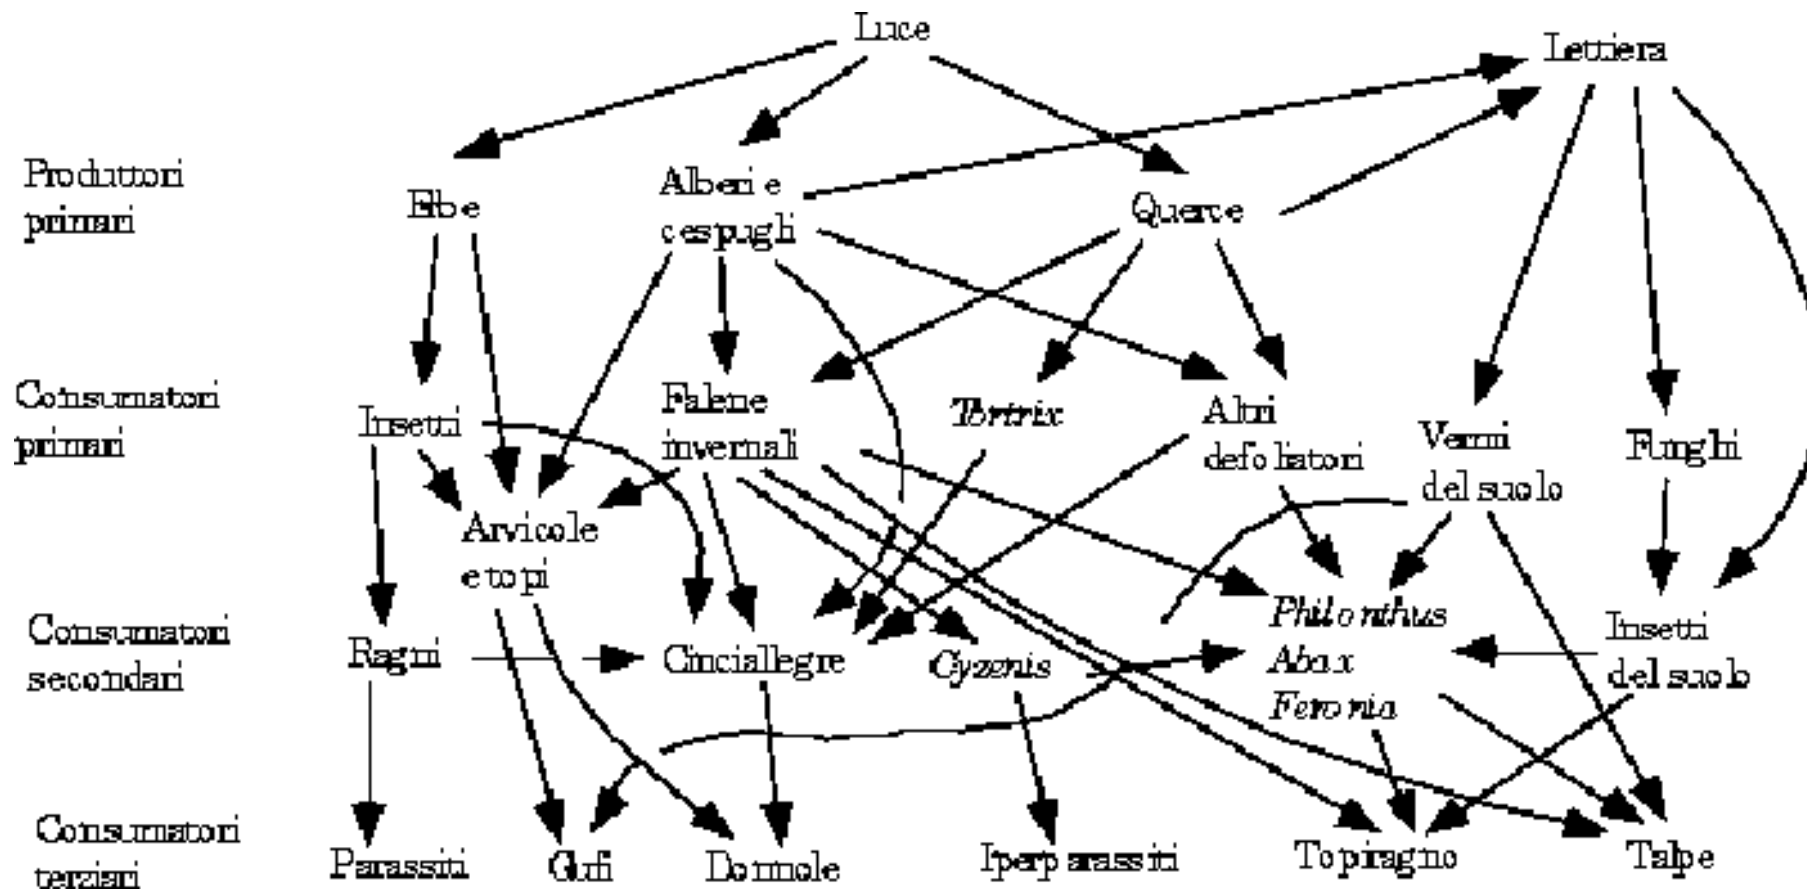 Luce
Lettiera
Produttori
primari
Erbe
Alberi e
cespugli
Querce
Consumatori
primari
Insetti
Falene
invernali
Tortrix
Altri
defoliatori
Vermi
del suolo
Funghi
Arvicole
e topi
Consumatori
secondari
Ragni
Cinciallegre
Cyzenis
Philonthus
Abax
Feronia
Insetti
del suolo
Consumatori
terziari
Parassiti
Gufi
Donnole
Iperparassiti
Topiragno
Talpe